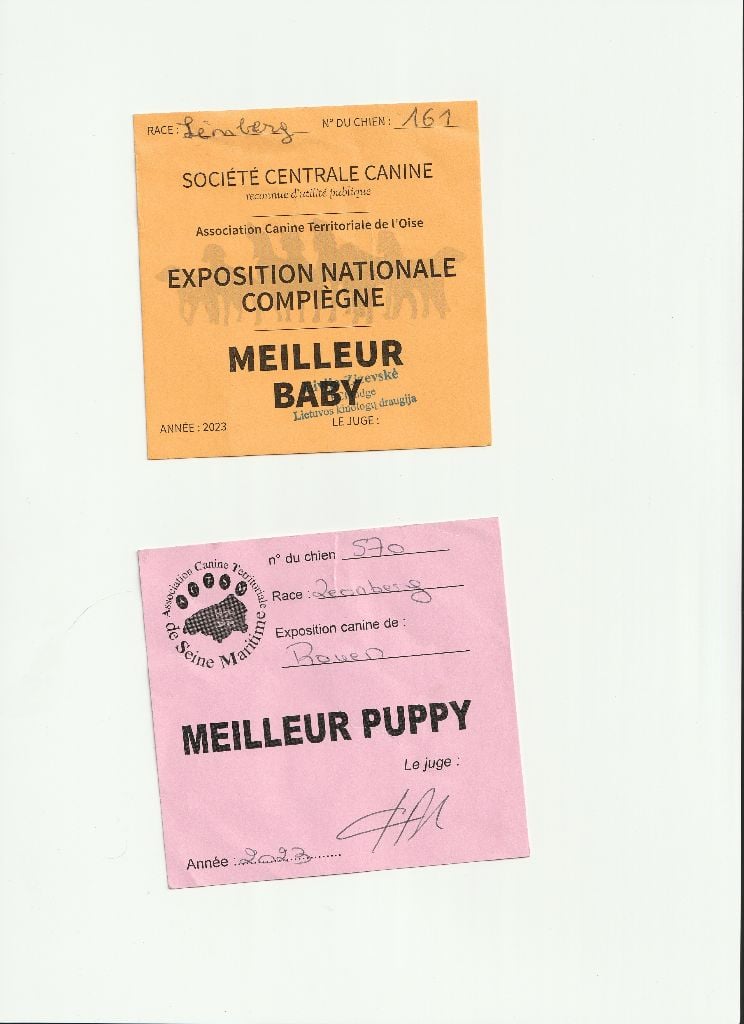 RACE : Léonberg N° DU CHIEN : 161
SOCIÉTÉ CENTRALE CANINE
reconnue d'utilité publique
Association Canine Territoriale de l'Oise
EXPOSITION NATIONALE
COMPIÈGNE
MEILLEUR
BABY
Lietuvos kinologų draugija
ANNÉE : 2023 LE JUGE :
Association Canine Territoriale
de Seine Maritime
n° du chien 570
Race : Leonberg
Exposition canine de :
Rouen
MEILLEUR PUPPY
Le juge :
Année : 2023